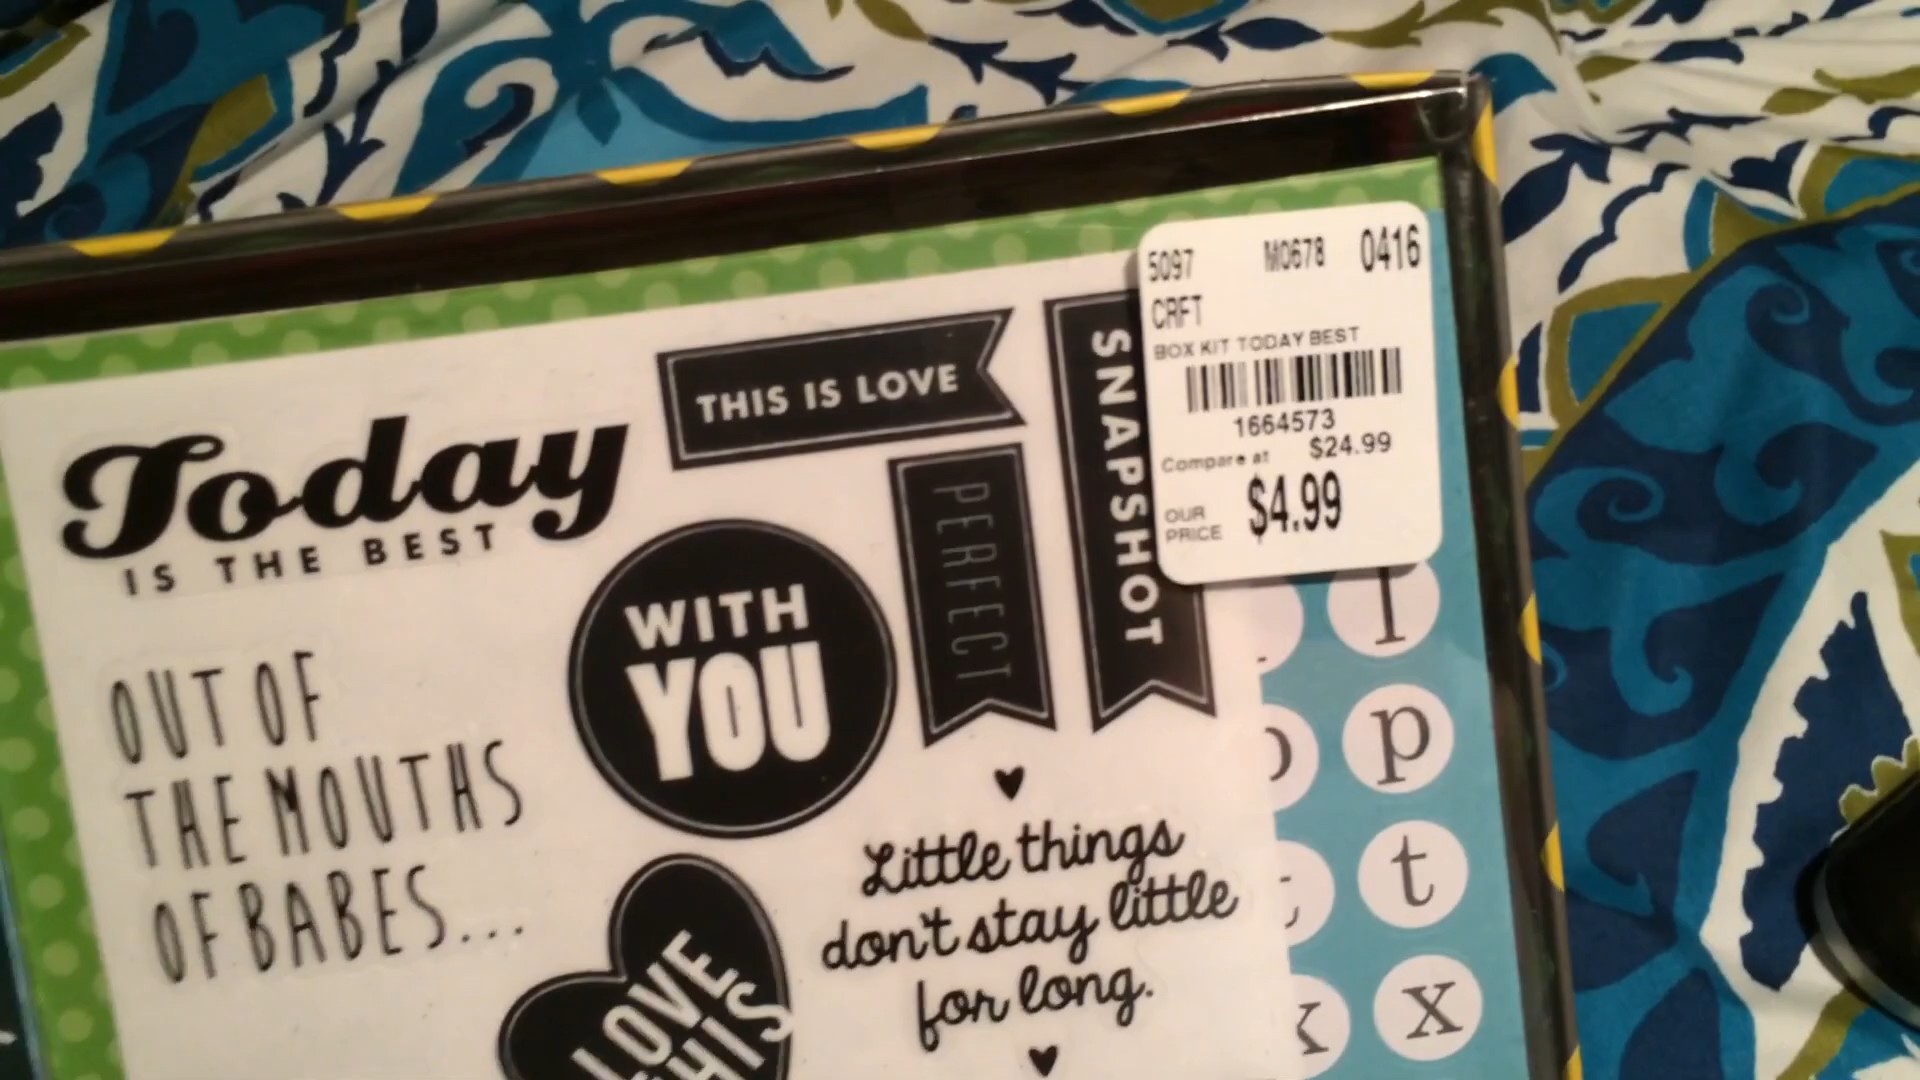 5097 M0678 0416
CRFT
BOX KIT TODAY BEST
1664573
Compare at $24.99
OUR
PRICE $4.99
THIS IS LOVE
SNAPSHOT
Today
IS THE BEST
PERFECT
WITH
YOU
OUT OF
THE MOUTHS
OF BABES...
Little things
don't stay little
for long.
LOVE
THIS
l
p
p
t
t
x
x